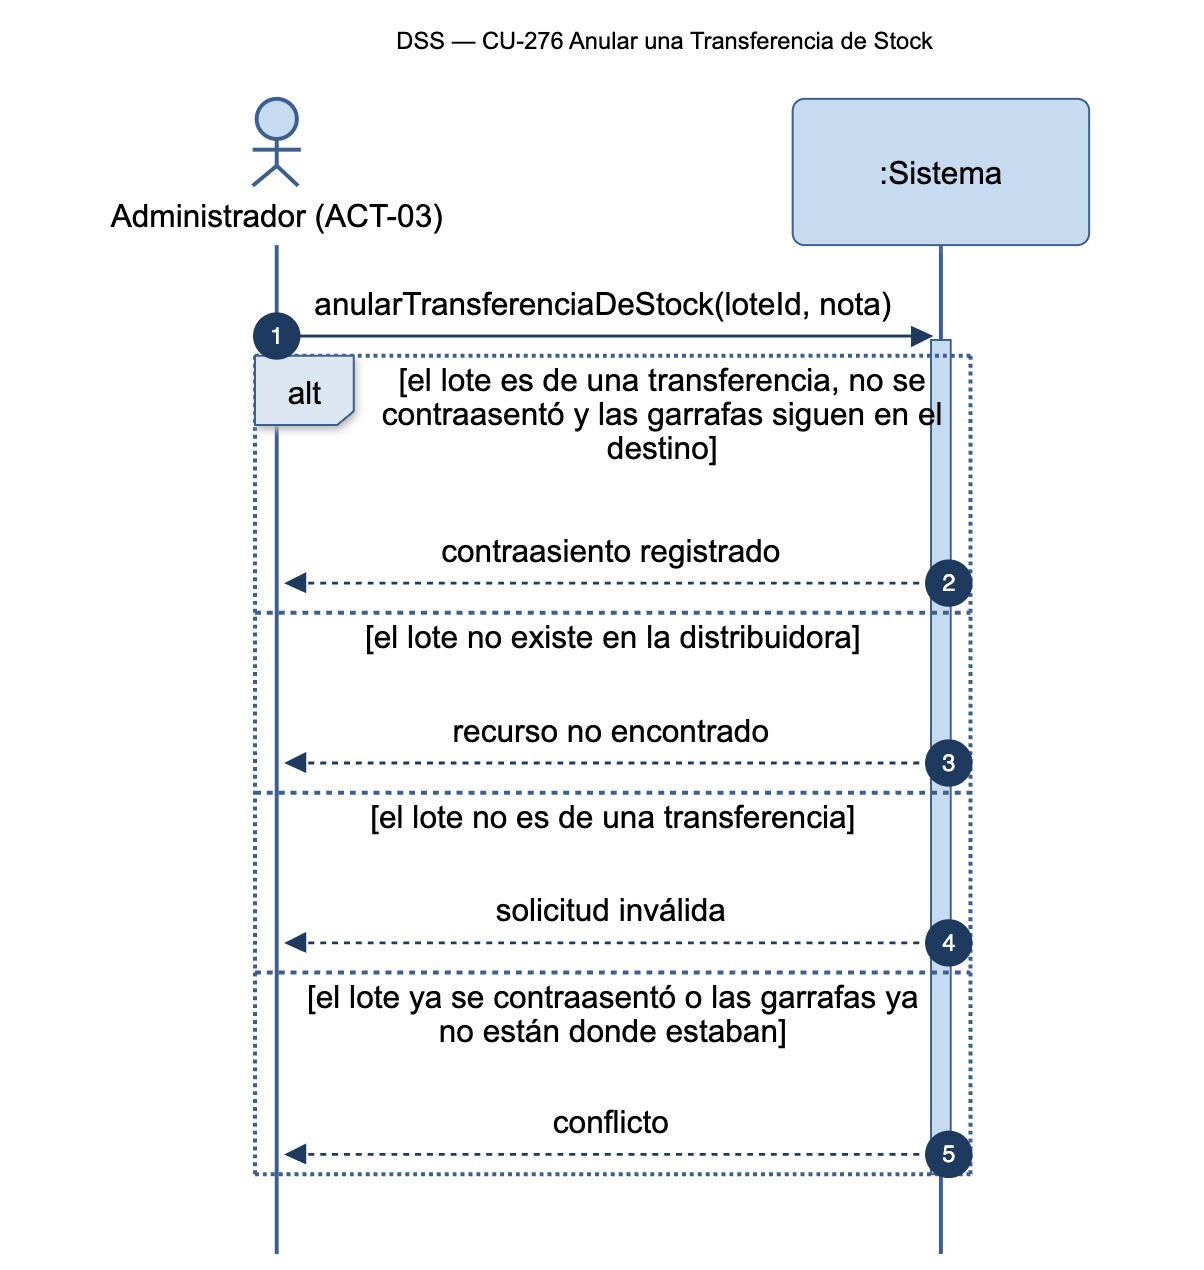 DSS — CU-276 Anular una Transferencia de Stock
Administrador (ACT-03)
:Sistema
anularTransferenciaDeStock(loteId, nota)
1
alt
[el lote es de una transferencia, no se
contraasentó y las garrafas siguen en el
destino]
contraasiento registrado
2
[el lote no existe en la distribuidora]
recurso no encontrado
3
[el lote no es de una transferencia]
solicitud inválida
4
[el lote ya se contraasentó o las garrafas ya
no están donde estaban]
conflicto
5